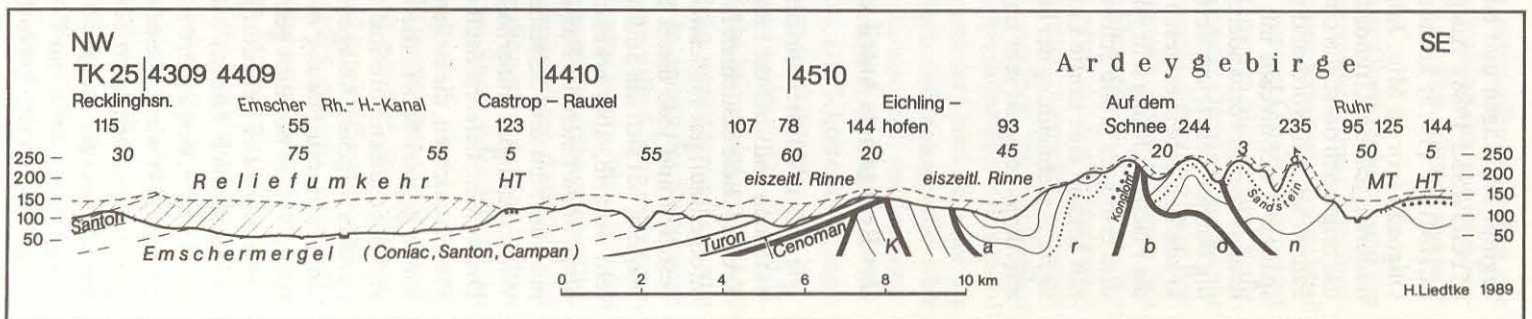 NW SE
TK 25 4309 4409 4410 4510 Ardeygebirge
Recklinghsn. Emscher Rh.-H.-Kanal Castrop – Rauxel Eichling – Auf dem Ruhr
115 55 123 107 78 144 hofen 93 Schnee 244 235 95 125 144
250 – 30 75 55 5 55 60 20 45 20 3 50 5 – 250
200 – Reliefumkehr HT eiszeitl. Rinne eiszeitl. Rinne MT HT – 200
150 – – 150
100 – Santon Konglom Sandstein – 100
50 – Turon Cenoman K a r b o n – 50
Emschermergel (Coniac, Santon, Campan)
0 2 4 6 8 10 km
H.Liedtke 1989